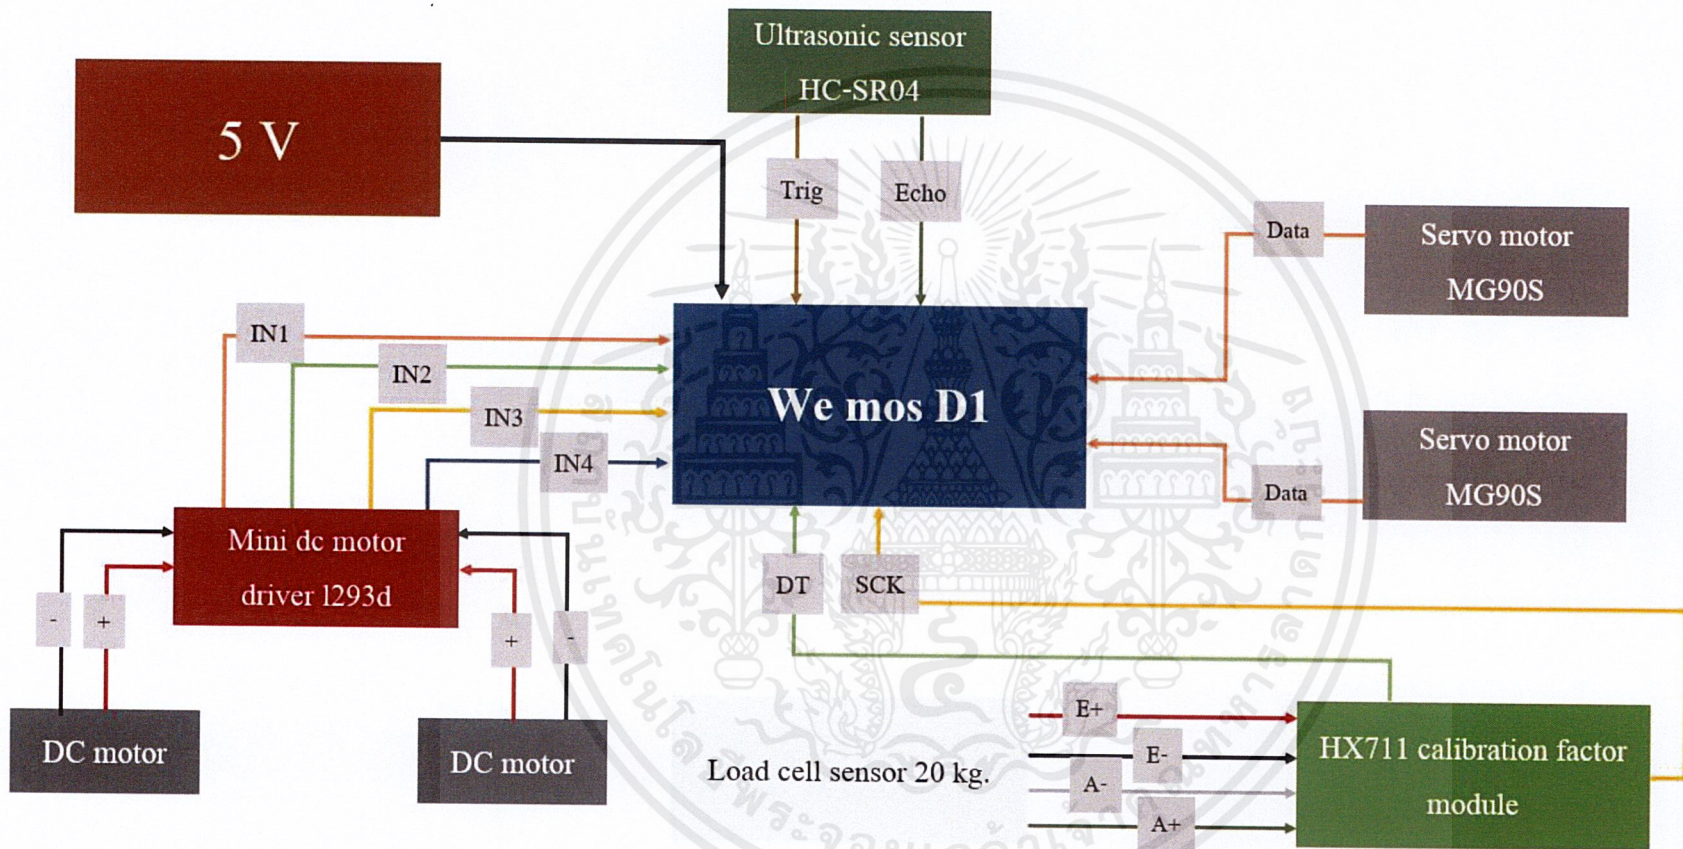 Ultrasonic sensor
HC-SR04
5 V
Trig
Echo
Data
Servo motor
MG90S
IN1
IN2
IN3
IN4
We mos D1
Servo motor
MG90S
Data
Mini dc motor
driver l293d
DT
SCK
-
+
+
-
DC motor
DC motor
E+
E-
A-
A+
Load cell sensor 20 kg.
HX711 calibration factor
module